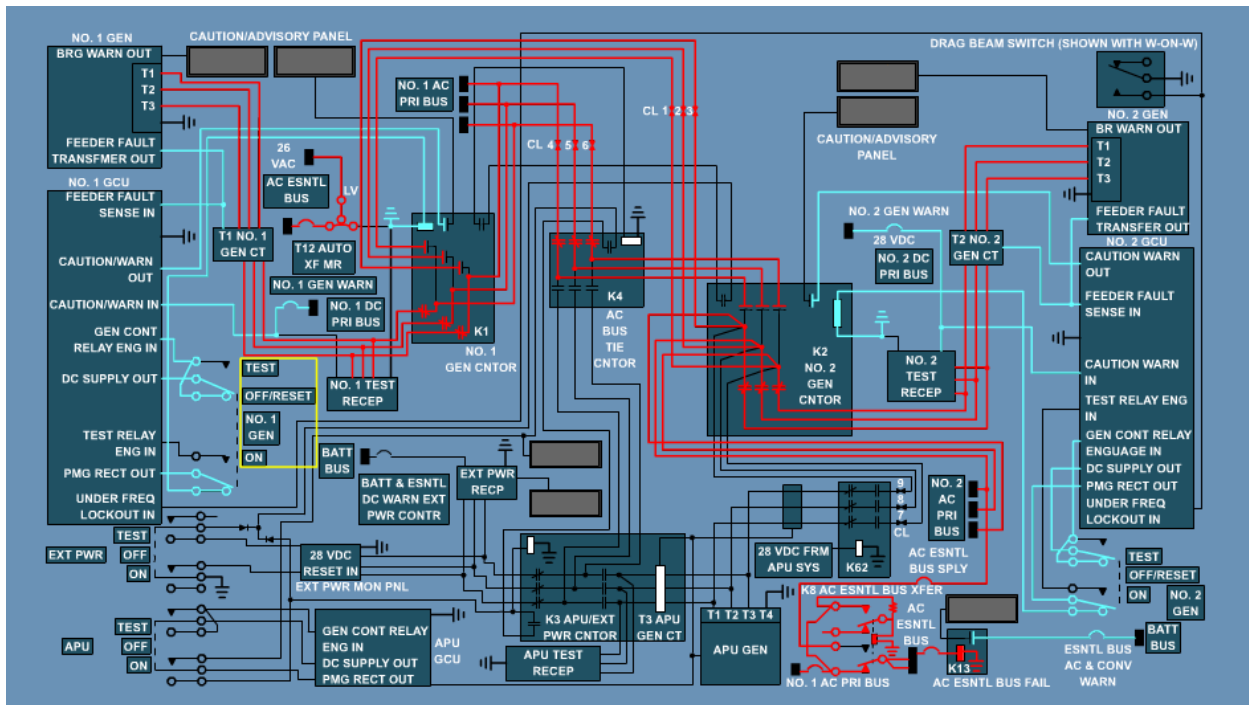 NO. 1 GEN
BRG WARN OUT
T1
T2
T3
FEEDER FAULT
TRANSFMER OUT
CAUTION/ADVISORY PANEL
NO. 1 AC
PRI BUS
CL 1 2 3
CL 4 5 6
DRAG BEAM SWITCH (SHOWN WITH W-ON-W)
CAUTION/ADVISORY
PANEL
NO. 2 GEN
BR WARN OUT
T1
T2
T3
FEEDER FAULT
TRANSFER OUT
NO. 1 GCU
FEEDER FAULT
SENSE IN
CAUTION/WARN
OUT
CAUTION/WARN IN
GEN CONT
RELAY ENG IN
DC SUPPLY OUT
TEST RELAY
ENG IN
PMG RECT OUT
UNDER FREQ
LOCKOUT IN
26
VAC
AC ESNTL
BUS
LV
T1 NO. 1
GEN CT
T12 AUTO
XF MR
NO. 1 GEN WARN
NO. 1 DC
PRI BUS
K1
NO. 1
GEN CNTOR
NO. 1 TEST
RECEP
TEST
OFF/RESET
NO. 1
GEN
ON
K4
AC
BUS
TIE
CNTOR
K2
NO. 2
GEN
CNTOR
NO. 2 GEN WARN
28 VDC
NO. 2 DC
PRI BUS
T2 NO. 2
GEN CT
NO. 2
TEST
RECEP
NO. 2 GCU
CAUTION WARN
OUT
FEEDER FAULT
SENSE IN
CAUTION WARN
IN
TEST RELAY ENG
IN
GEN CONT RELAY
ENGUAGE IN
DC SUPPLY OUT
PMG RECT OUT
UNDER FREQ
LOCKOUT IN
BATT
BUS
BATT & ESNTL
DC WARN EXT
PWR CONTR
EXT PWR
RECP
9
8
7
CL
NO. 2
AC
PRI
BUS
AC ESNTL
BUS SPLY
EXT PWR
TEST
OFF
ON
28 VDC
RESET IN
EXT PWR MON PNL
28 VDC FRM
APU SYS
K62
K3 APU/EXT
PWR CNTOR
T3 APU
GEN CT
TEST
OFF/RESET
ON
NO. 2
GEN
APU
TEST
OFF
ON
GEN CONT RELAY
ENG IN
DC SUPPLY OUT
PMG RECT OUT
APU
GCU
APU TEST
RECEP
T1 T2 T3 T4
APU GEN
K8 AC ESNTL BUS XFER
AC
ESNTL
BUS
NO. 1 AC PRI BUS
K13
AC ESNTL BUS FAIL
BATT
BUS
ESNTL BUS
AC & CONV
WARN